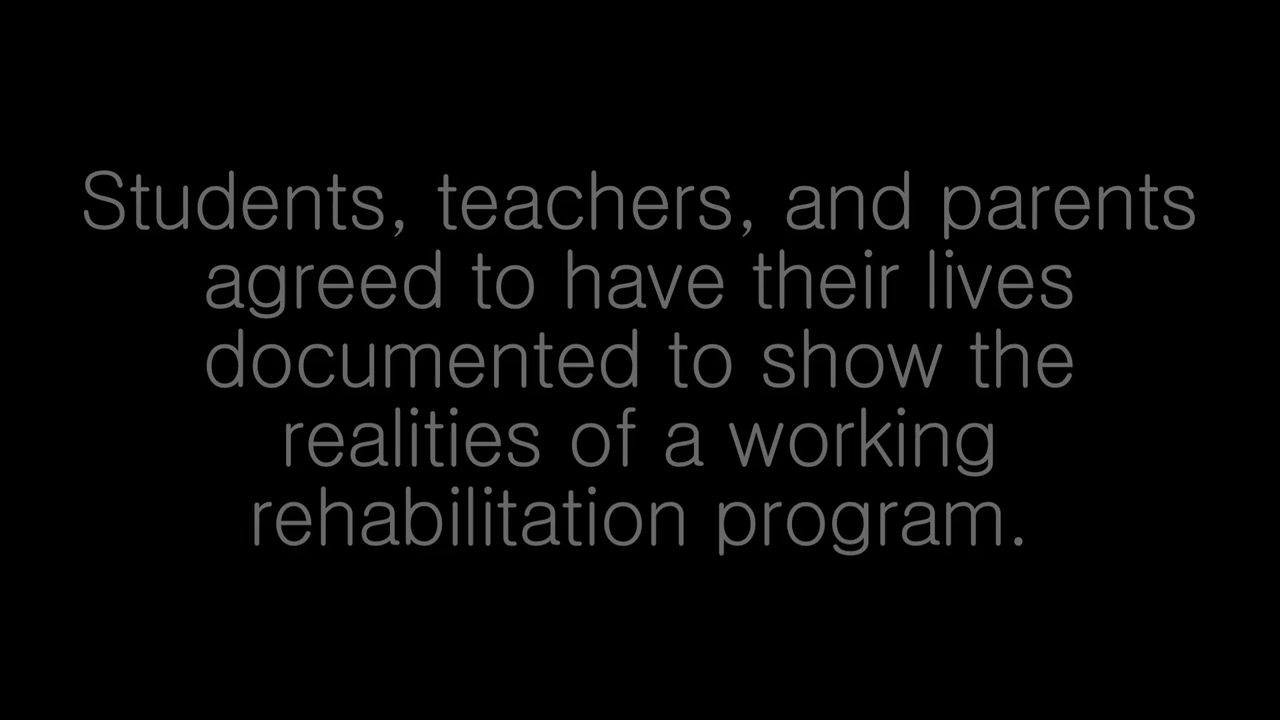 Students, teachers, and parents
agreed to have their lives
documented to show the
realities of a working
rehabilitation program.